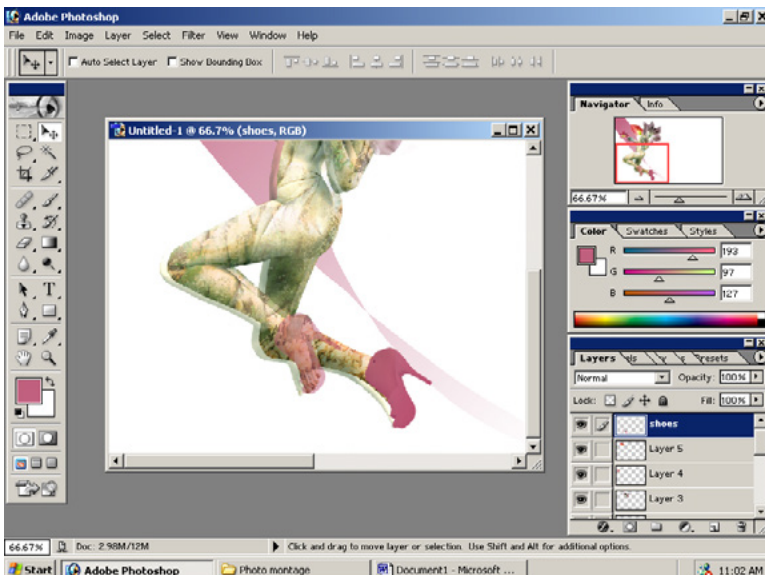 Adobe Photoshop
File Edit Image Layer Select Filter View Window Help
Auto Select Layer Show Bounding Box
Untitled-1 @ 66.7% (shoes, RGB)
Navigator Info
66.67%
Color Swatches Styles
R 193
G 97
B 127
Layers
Normal Opacity: 100%
Lock: Fill: 100%
shoes
Layer 5
Layer 4
Layer 3
66.67% Doc: 2.98M/12M Click and drag to move layer or selection. Use Shift and Alt for additional options.
Start Adobe Photoshop Photo montage Document1 - Microsoft ... 11:02 AM